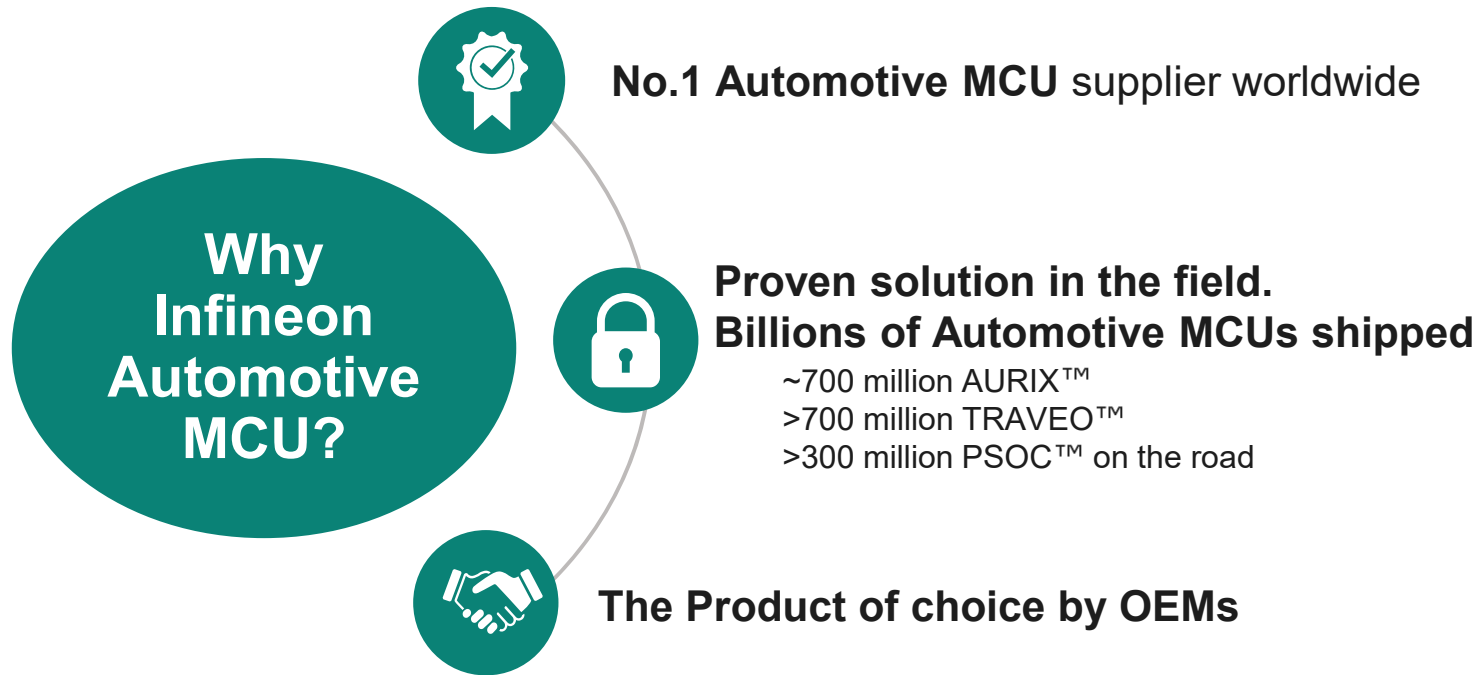 Why
Infineon
Automotive
MCU?
No.1 Automotive MCU supplier worldwide
Proven solution in the field.
Billions of Automotive MCUs shipped
~700 million AURIX™
>700 million TRAVEO™
>300 million PSOC™ on the road
The Product of choice by OEMs